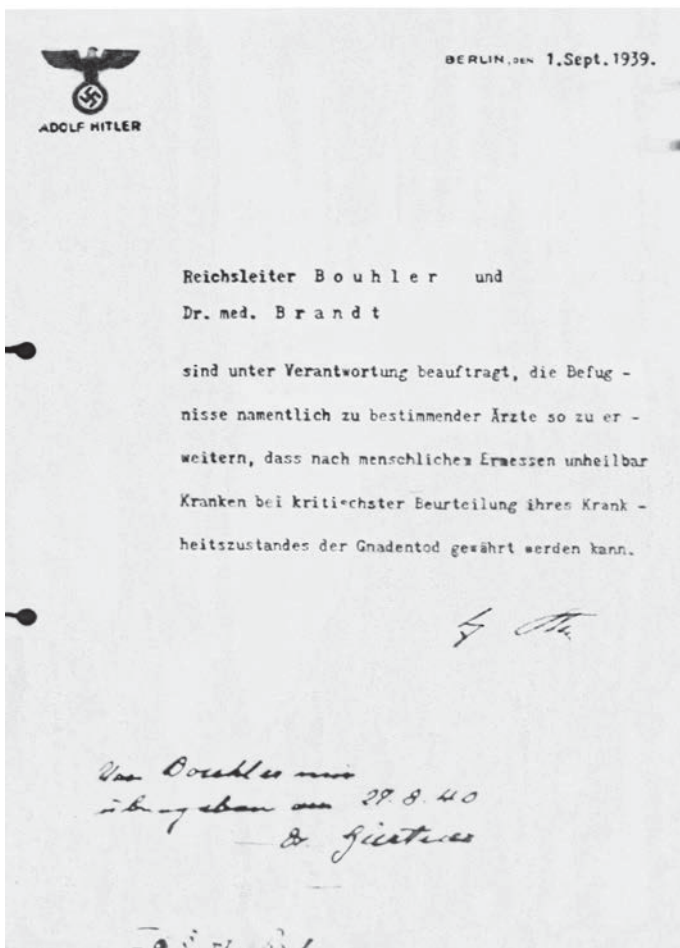 BERLIN, DEN 1.Sept.1939.
ADOLF HITLER
Reichsleiter B o u h l e r und
Dr. med. B r a n d t
sind unter Verantwortung beauftragt, die Befug -
nisse namentlich zu bestimmender Ärzte so zu er -
weitern, dass nach menschlichem Ermessen unheilbar
Kranken bei kritischster Beurteilung ihres Krank -
heitszustandes der Gnadentod gewährt werden kann.
Von Bouhler mir
übergeben am 27.8.40
Dr Gürtner